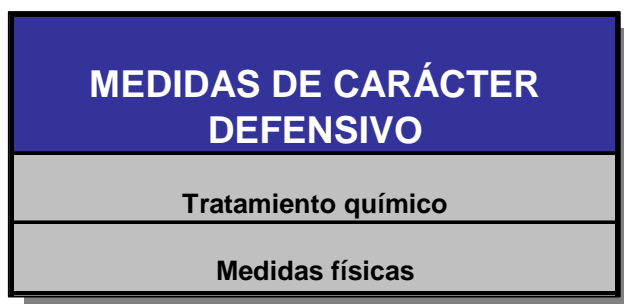 MEDIDAS DE CARÁCTER
DEFENSIVO
Tratamiento químico
Medidas físicas